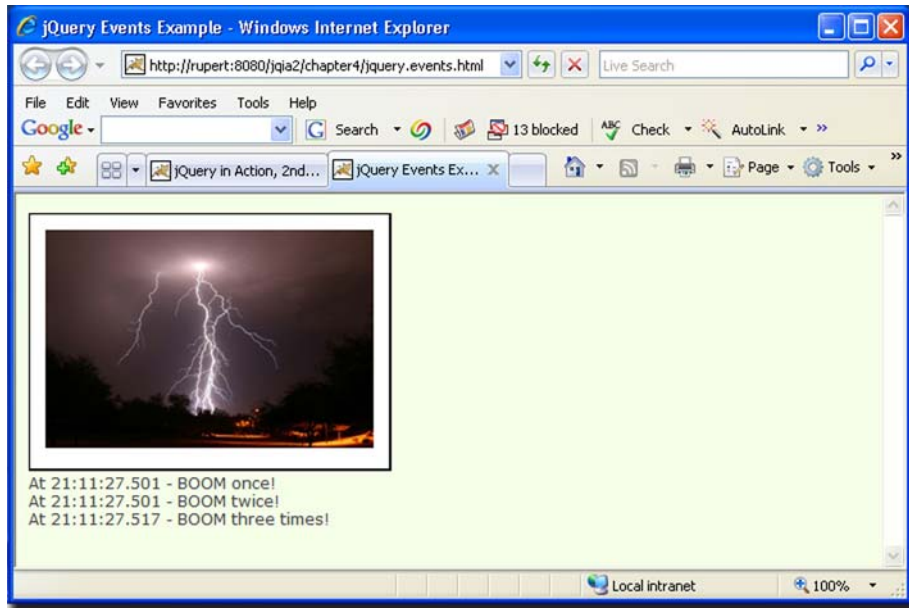 jQuery Events Example - Windows Internet Explorer
http://rupert:8080/jqia2/chapter4/jquery.events.html
Live Search
File Edit View Favorites Tools Help
Google Search 13 blocked ABC Check AutoLink »
jQuery in Action, 2nd... jQuery Events Ex... X Page Tools »
At 21:11:27.501 - BOOM once!
At 21:11:27.501 - BOOM twice!
At 21:11:27.517 - BOOM three times!
Local intranet 100%